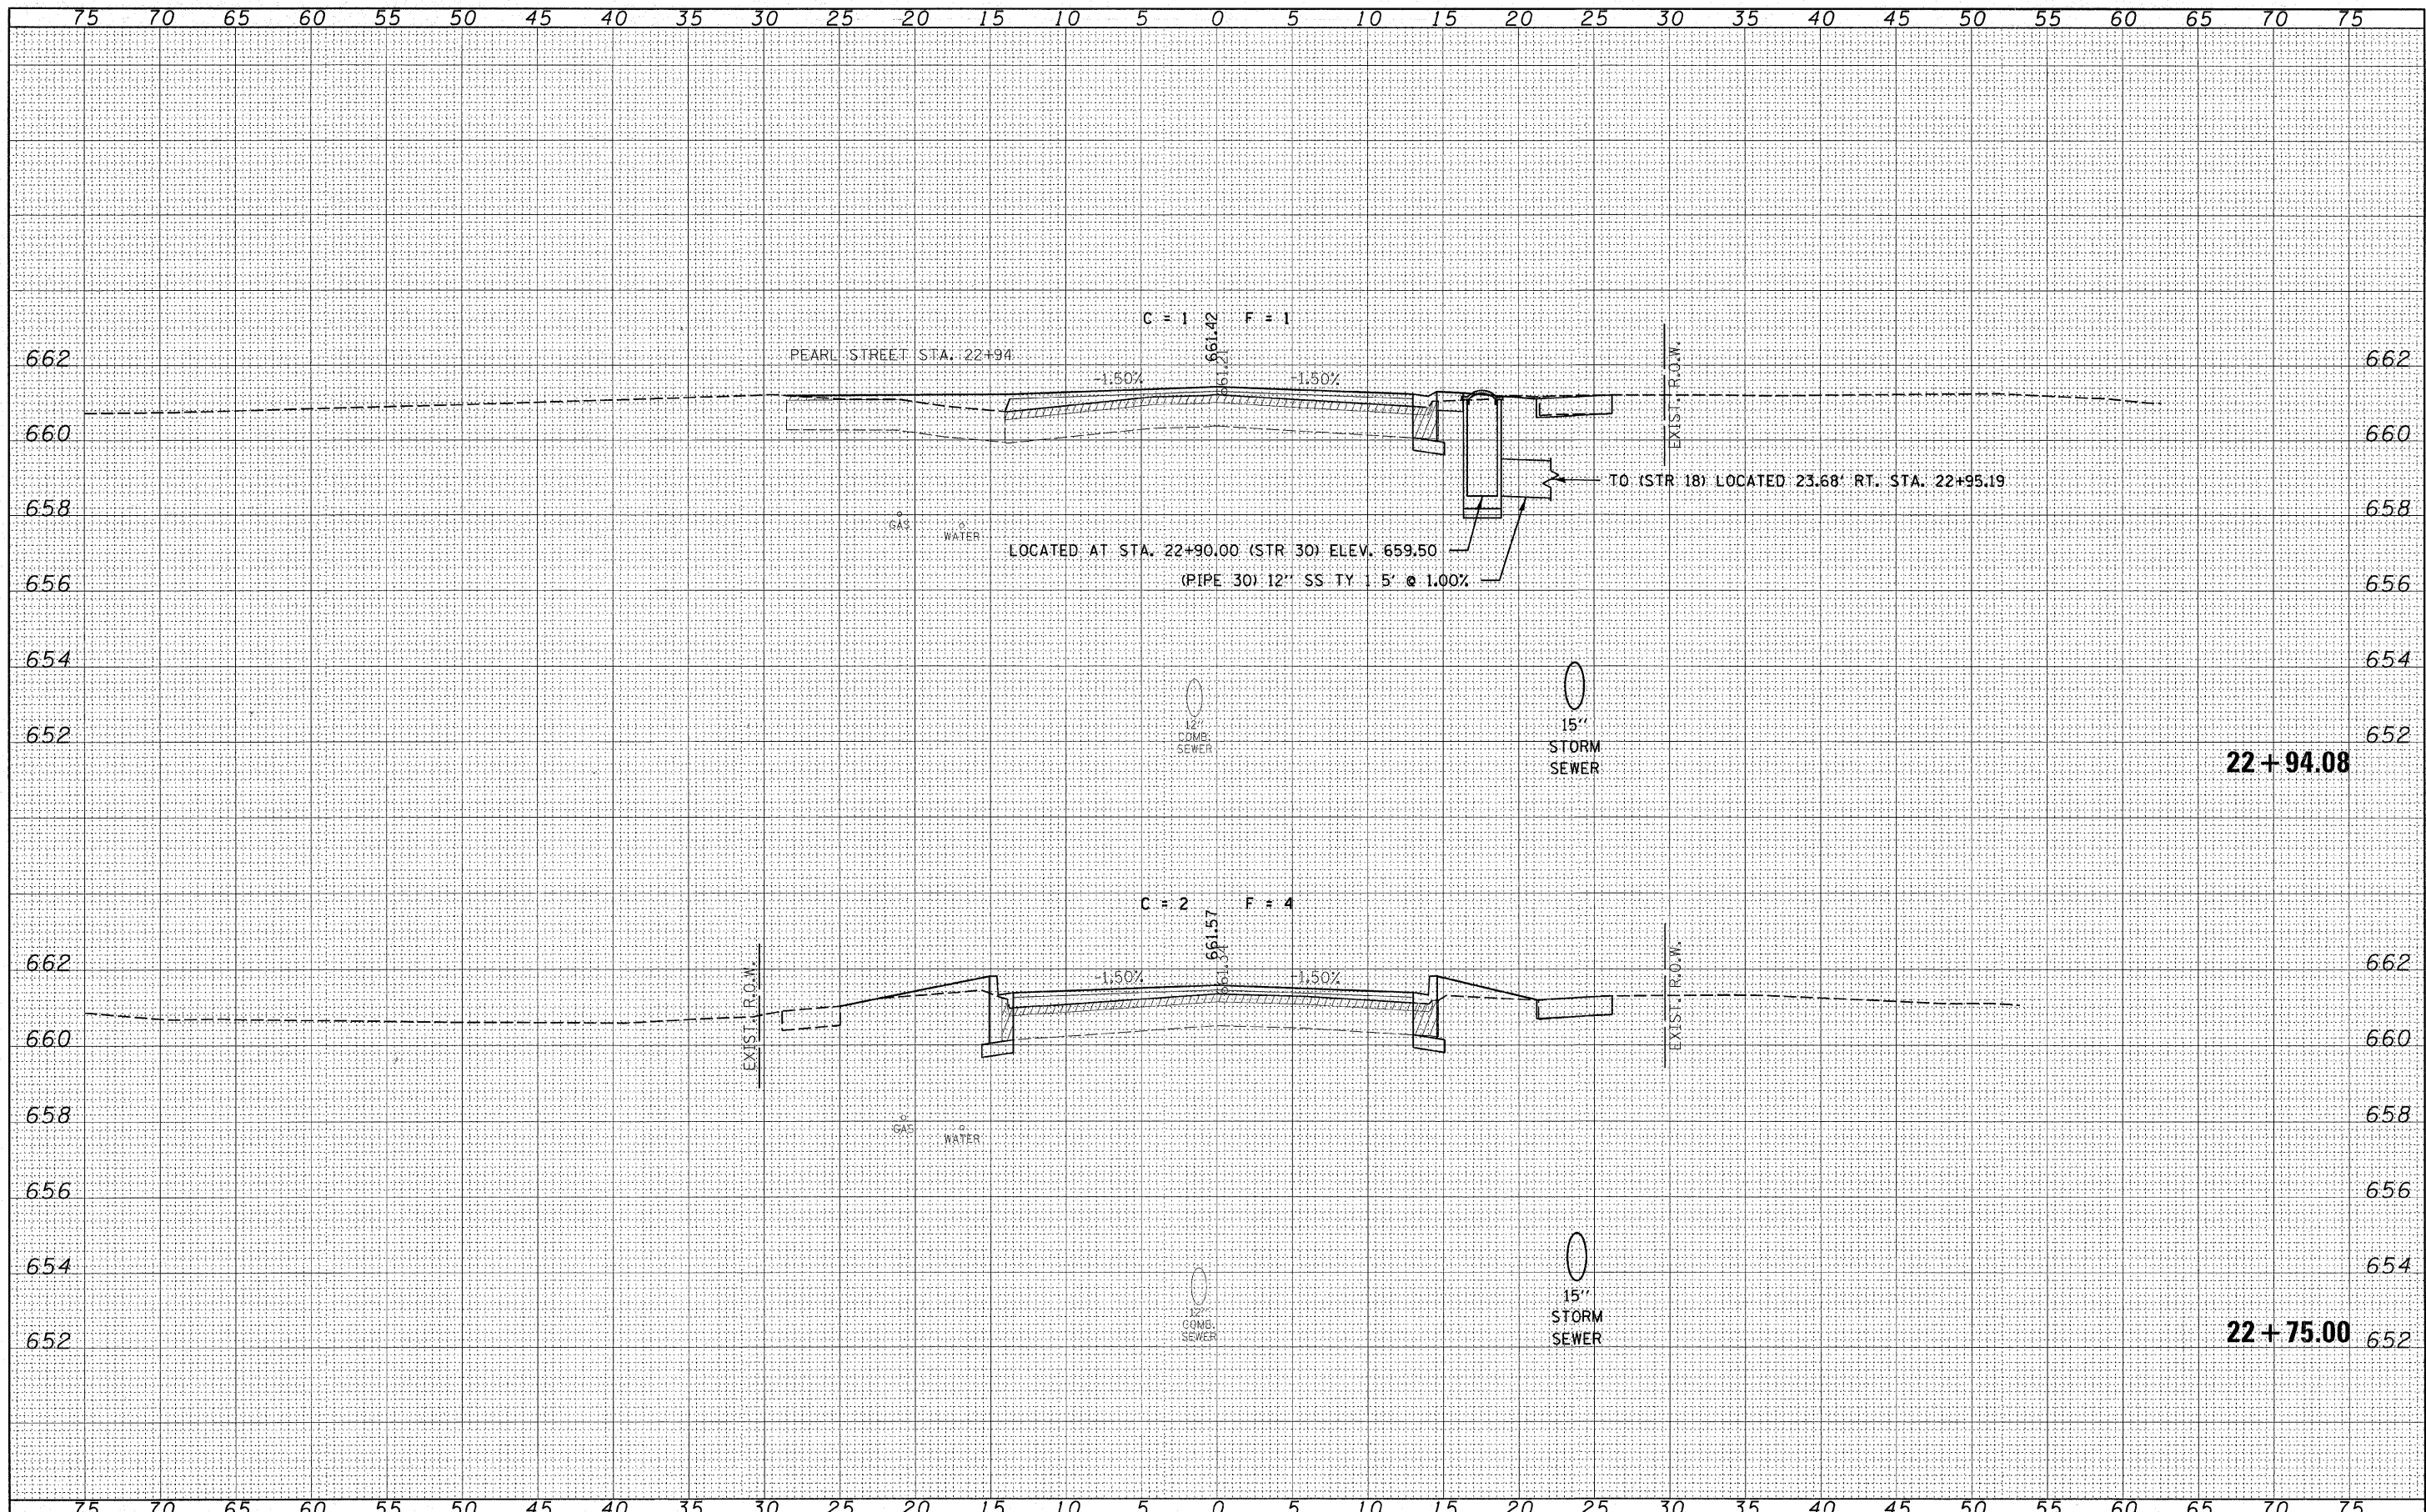 75 70 65 60 55 50 45 40 35 30 25 20 15 10 5 0 5 10 15 20 25 30 35 40 45 50 55 60 65 70 75
C = 1 F = 1
661.42
661.21
PEARL STREET STA. 22+94
662 662
-1.50% -1.50%
EXIST. R.O.W.
660 660
TO (STR 18) LOCATED 23.68' RT. STA. 22+95.19
658 658
GAS
WATER
LOCATED AT STA. 22+90.00 (STR 30) ELEV. 659.50
(PIPE 30) 12'' SS TY 1 5' @ 1.00%
656 656
654 654
12''
COMB.
SEWER
15''
STORM
SEWER
652 652
22+94.08
C = 2 F = 4
661.57
661.34
662 662
-1.50% -1.50%
EXIST. R.O.W.
EXIST. R.O.W.
660 660
658 658
GAS
WATER
656 656
654 654
12''
COMB.
SEWER
15''
STORM
SEWER
22+75.00
652 652
75 70 65 60 55 50 45 40 35 30 25 20 15 10 5 0 5 10 15 20 25 30 35 40 45 50 55 60 65 70 75